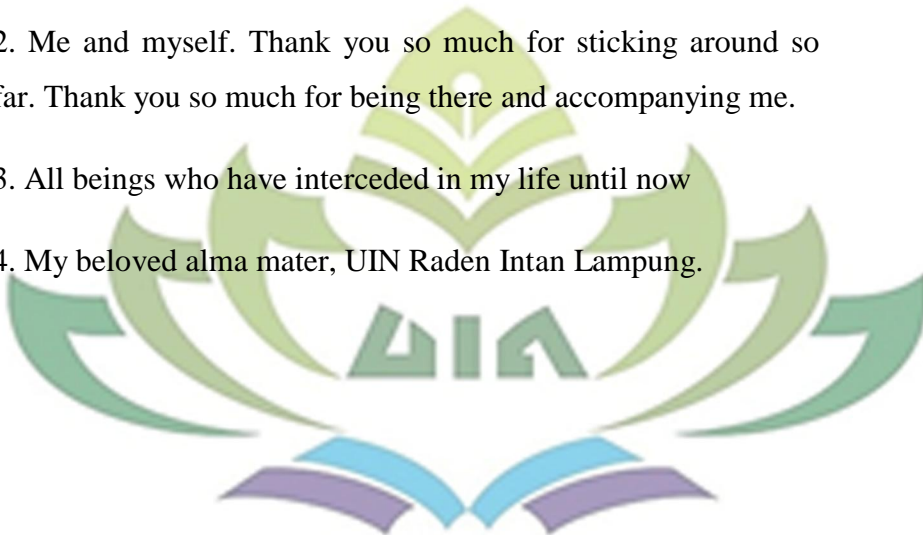 2. Me and myself. Thank you so much for sticking around so
far. Thank you so much for being there and accompanying me.
3. All beings who have interceded in my life until now
4. My beloved alma mater, UIN Raden Intan Lampung.
UIN